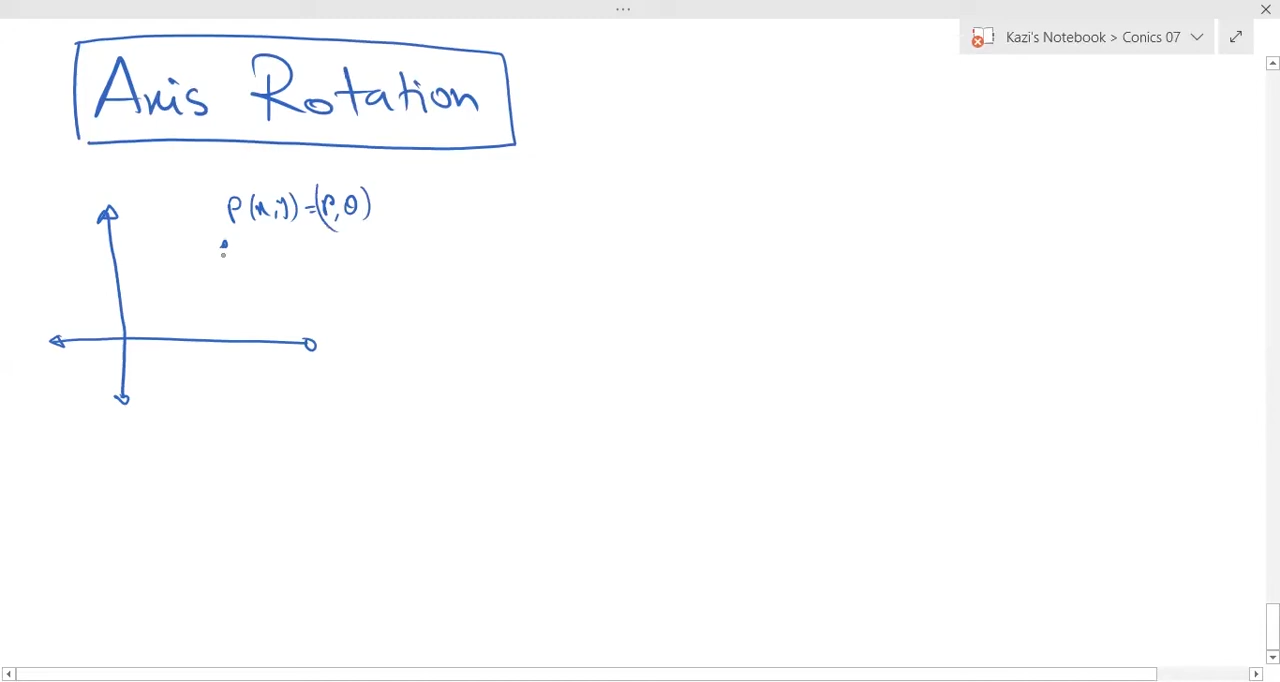 Kazi's Notebook > Conics 07
Axis Rotation
P(x,y)=(r,θ)